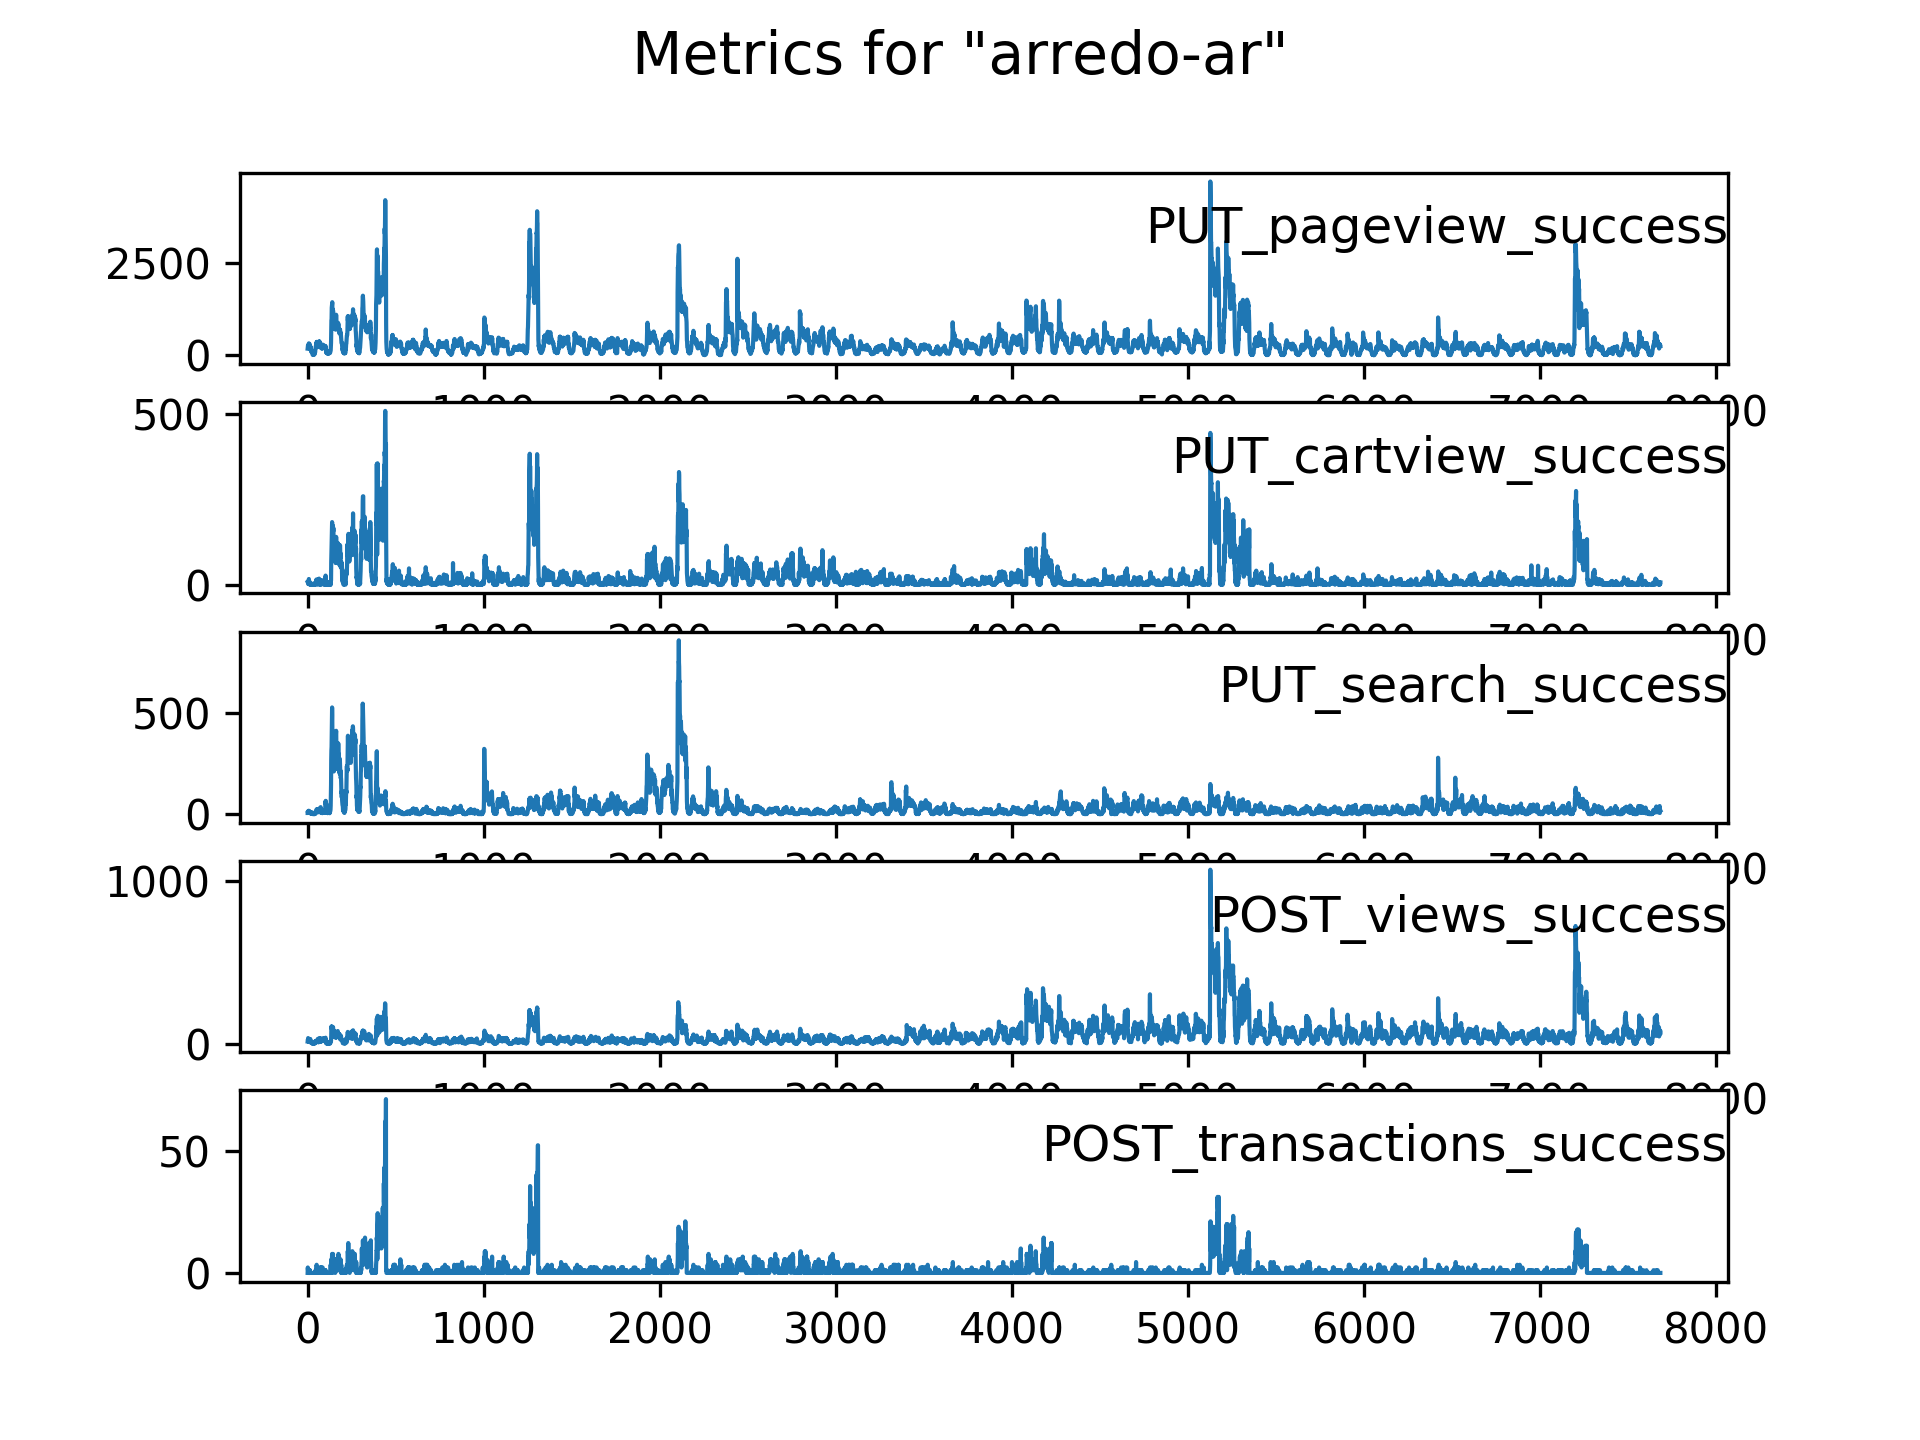 Metrics for "arredo-ar"
PUT_pageview_success
2500
0
PUT_cartview_success
500
0
PUT_search_success
500
0
POST_views_success
1000
0
POST_transactions_success
50
0
0 1000 2000 3000 4000 5000 6000 7000 8000